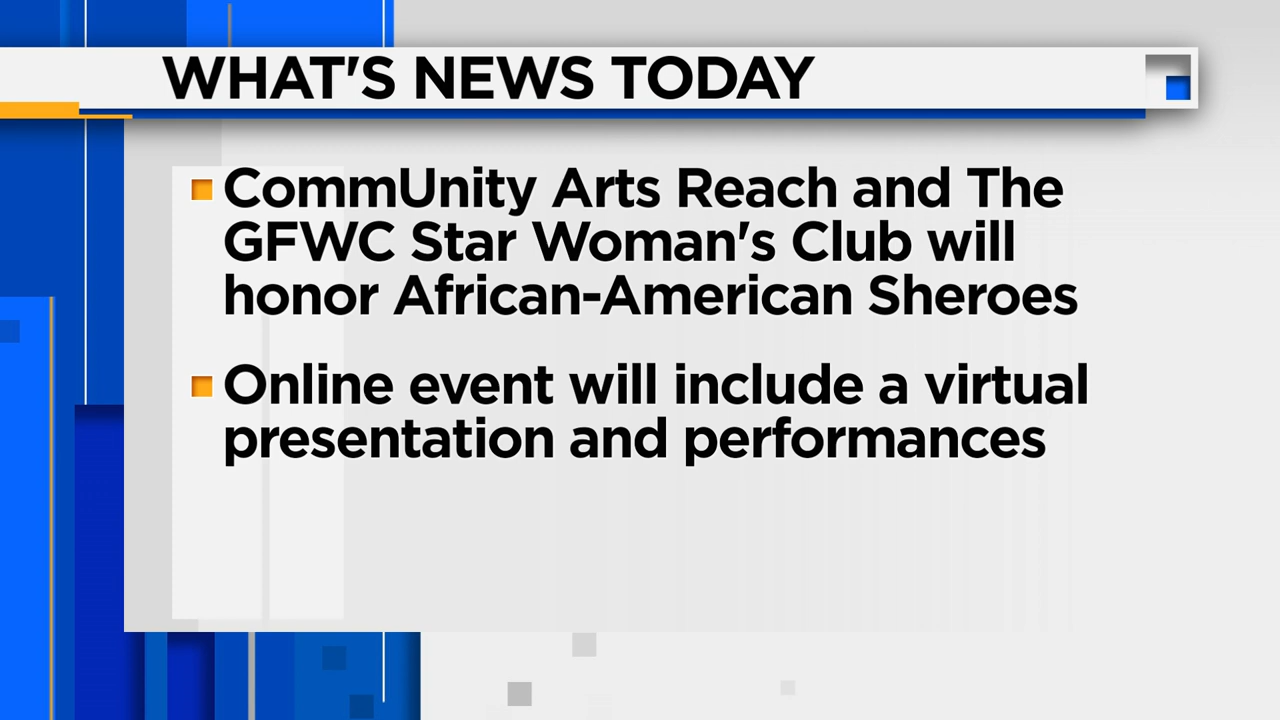 WHAT'S NEWS TODAY
CommUnity Arts Reach and The
GFWC Star Woman's Club will
honor African-American Sheroes
Online event will include a virtual
presentation and performances